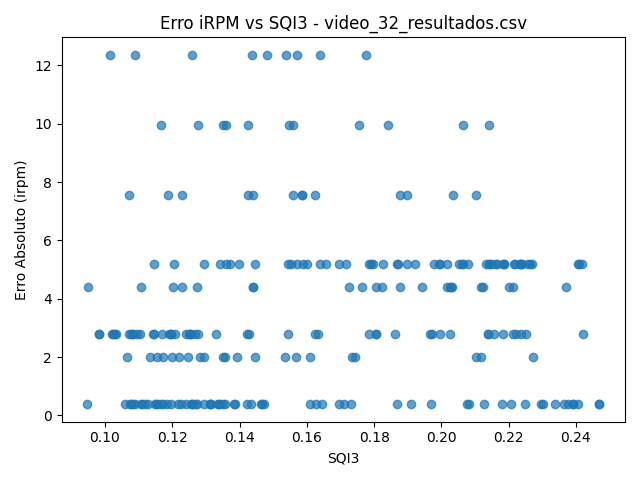 Erro iRPM vs SQI3 - video_32_resultados.csv
12
10
8
6
4
2
0
Erro Absoluto (irpm)
0.10 0.12 0.14 0.16 0.18 0.20 0.22 0.24
SQI3